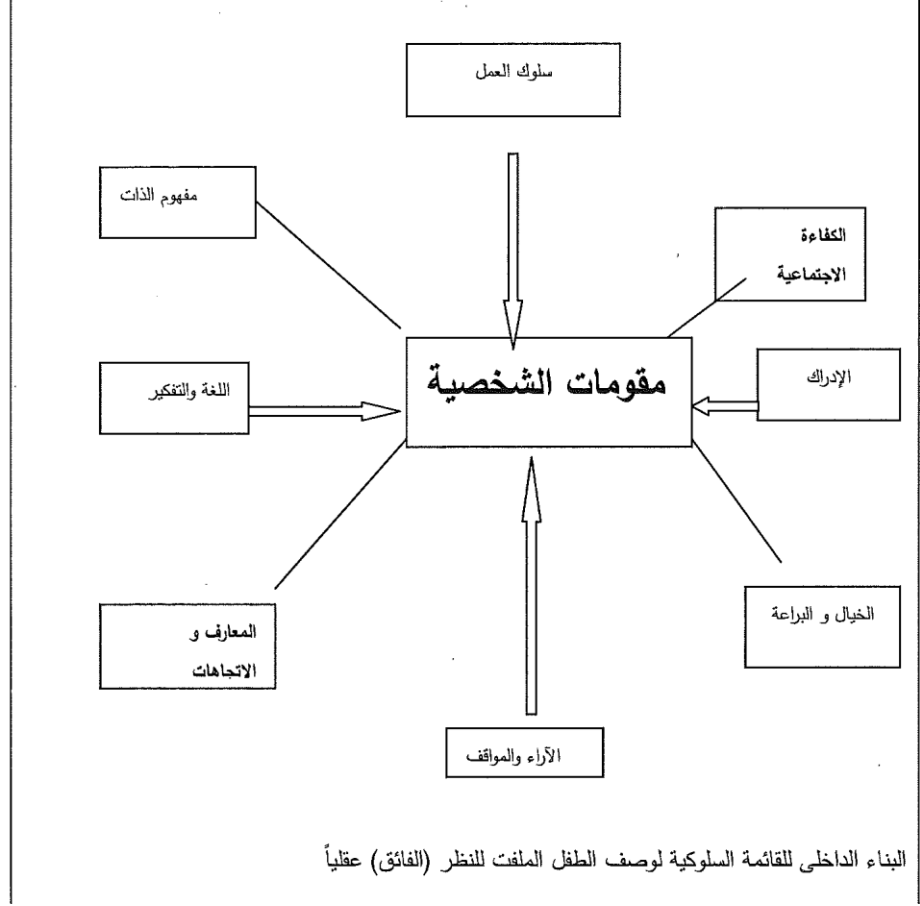 سلوك العمل
مفهوم الذات
الكفاءة
الاجتماعية
مقومات الشخصية
الإدراك
اللغة والتفكير
الخيال و البراعة
المعارف و
الاتجاهات
الآراء والمواقف
البناء الداخلى للقائمة السلوكية لوصف الطفل الملفت للنظر (الفائق) عقلياً